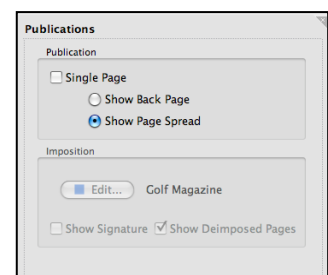 Publications
Publication
Single Page
Show Back Page
Show Page Spread
Imposition
Edit... Golf Magazine
Show Signature Show Deimposed Pages